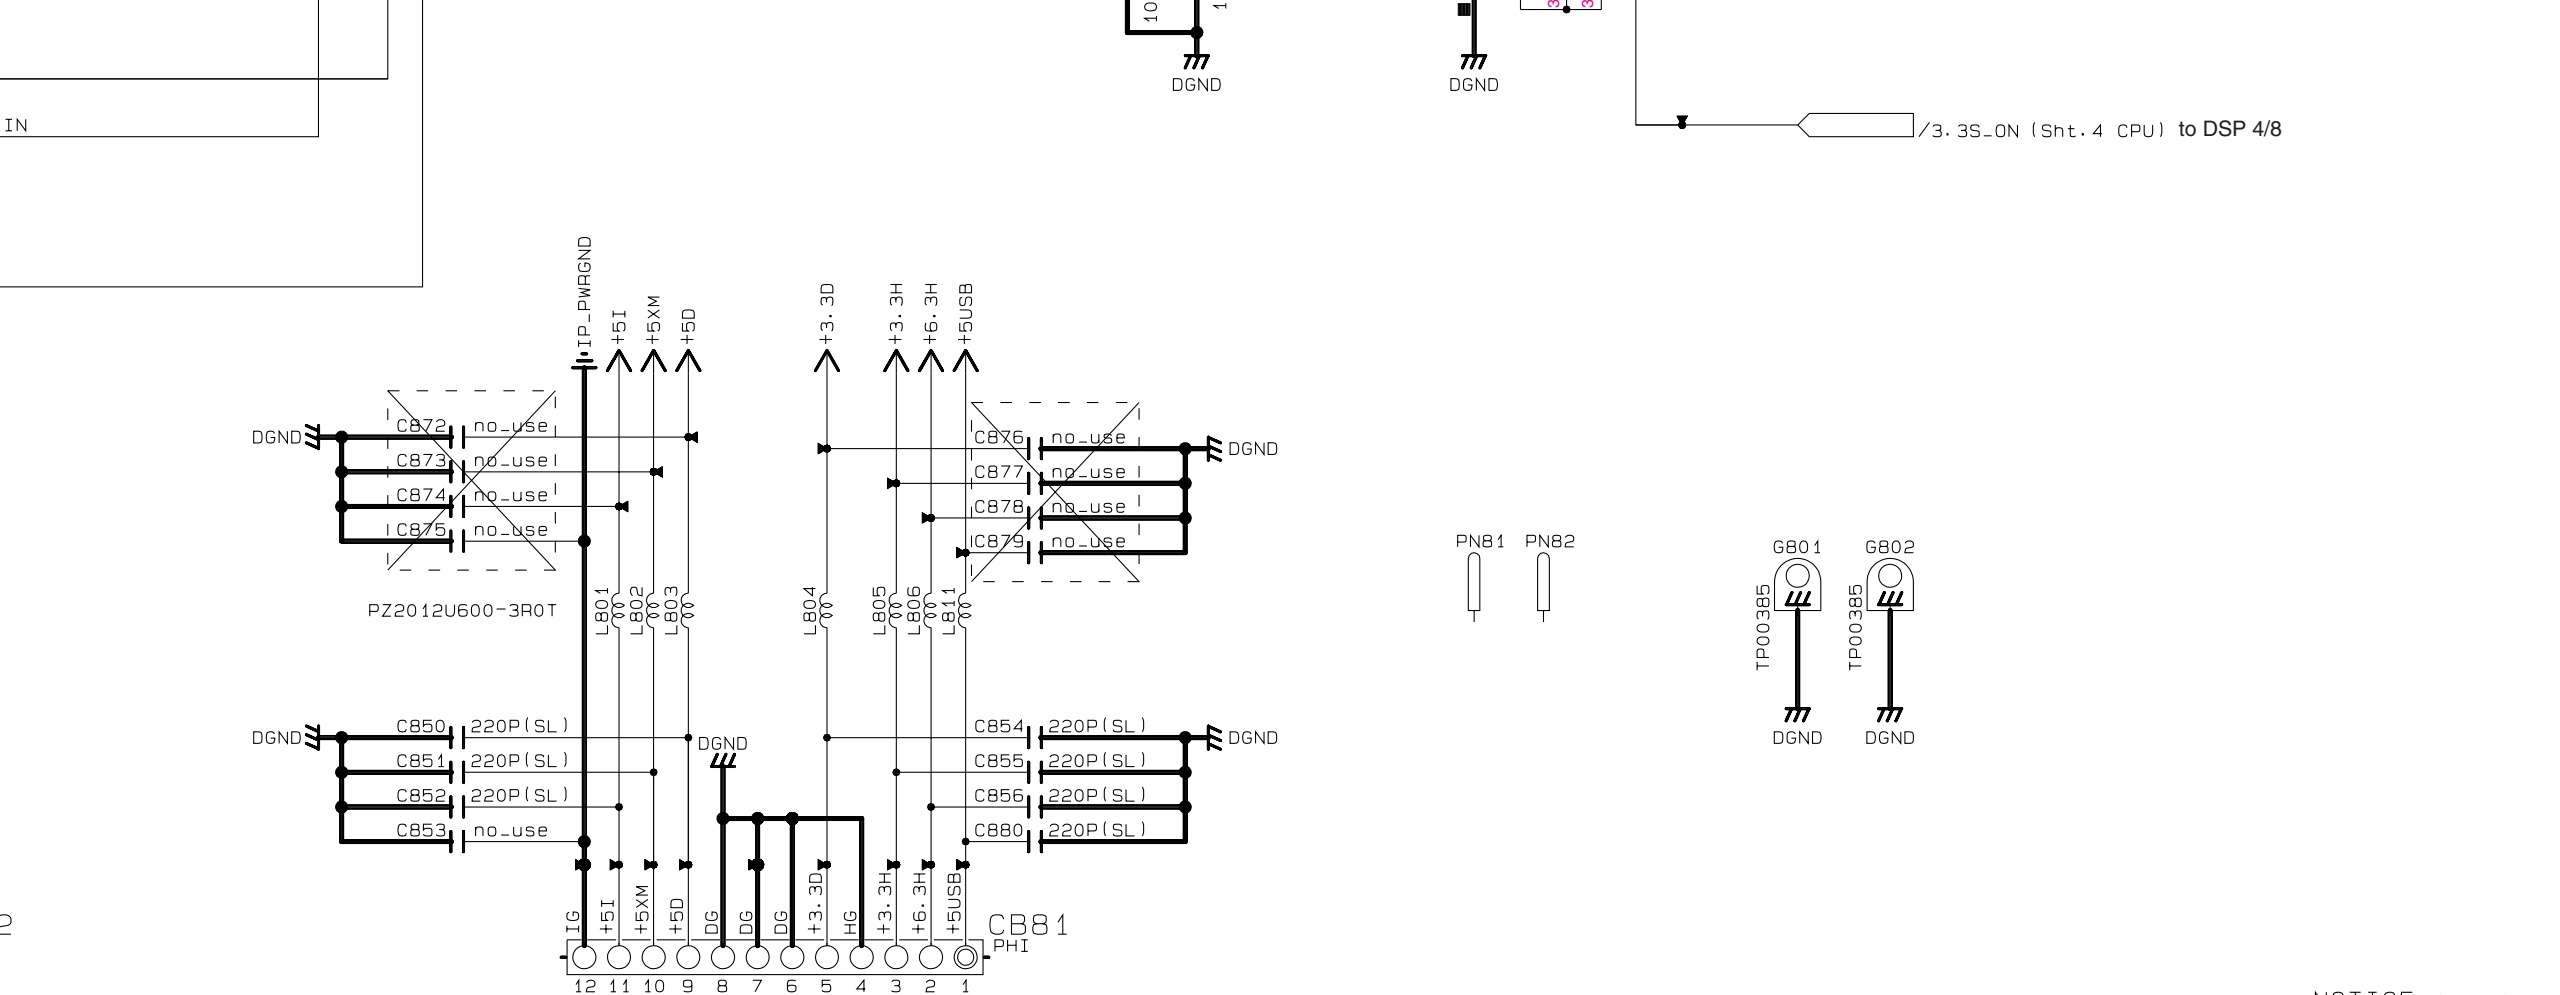 10
1
3
3
DGND
DGND
IN
/3.3S_ON (Sht.4 CPU) to DSP 4/8
IP_PWRGND
+5I
+5XM
+5D
+3.3D
+3.3H
+6.3H
+5USB
DGND
C872 no_use
C873 no_use
C874 no_use
C875 no_use
C876 no_use
C877 no_use
C878 no_use
C879 no_use
DGND
PZ2012U600-3R0T
L801
L802
L803
L804
L805
L806
L811
PN81
PN82
G801
G802
TP00385
TP00385
DGND
DGND
DGND
C850 220P(SL)
C851 220P(SL)
C852 220P(SL)
C853 no_use
DGND
C854 220P(SL)
C855 220P(SL)
C856 220P(SL)
C880 220P(SL)
DGND
IG
+5I
+5XM
+5D
DG
DG
DG
+3.3D
HG
+3.3H
+6.3H
+5USB
CB81
PHI
12 11 10 9 8 7 6 5 4 3 2 1
NOTICE